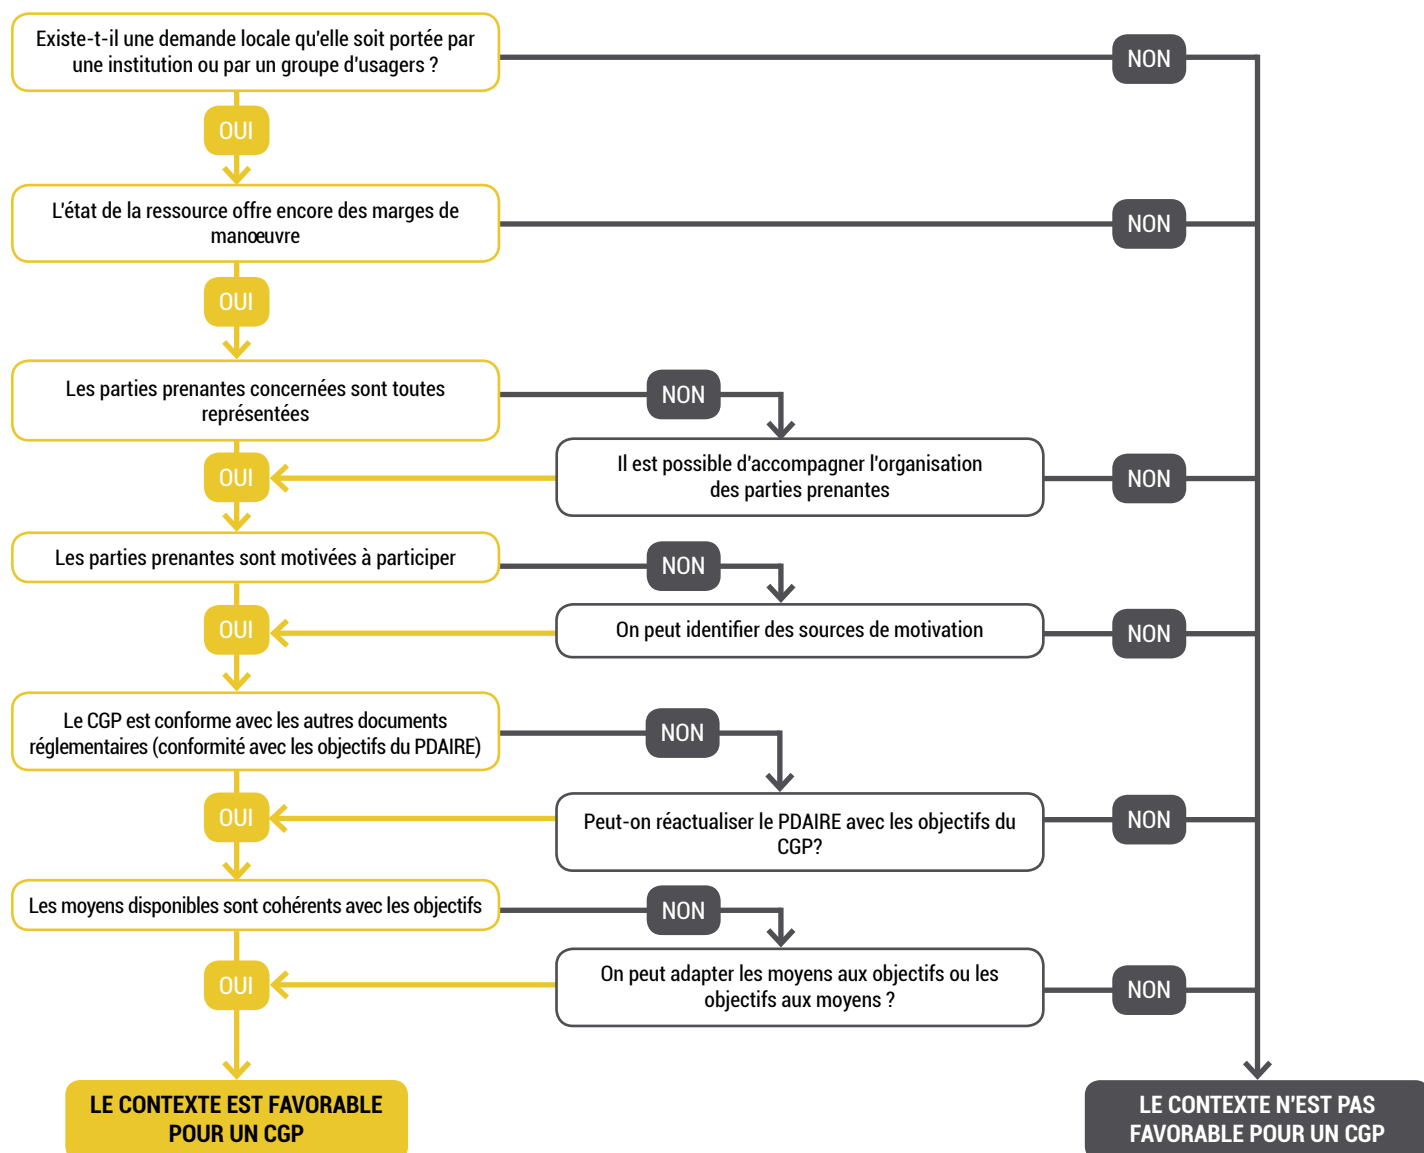 Existe-t-il une demande locale qu'elle soit portée par
une institution ou par un groupe d'usagers ?
NON
OUI
L'état de la ressource offre encore des marges de
manœuvre
NON
OUI
Les parties prenantes concernées sont toutes
représentées
NON
Il est possible d'accompagner l'organisation
des parties prenantes
NON
OUI
Les parties prenantes sont motivées à participer
NON
On peut identifier des sources de motivation
NON
OUI
Le CGP est conforme avec les autres documents
réglementaires (conformité avec les objectifs du PDAIRE)
NON
Peut-on réactualiser le PDAIRE avec les objectifs du
CGP?
NON
OUI
Les moyens disponibles sont cohérents avec les objectifs
NON
On peut adapter les moyens aux objectifs ou les
objectifs aux moyens ?
NON
OUI
LE CONTEXTE EST FAVORABLE
POUR UN CGP
LE CONTEXTE N'EST PAS
FAVORABLE POUR UN CGP